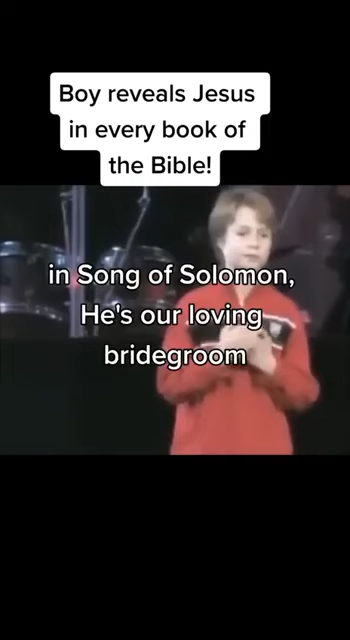 Boy reveals Jesus
in every book of
the Bible!
in Song of Solomon,
He's our loving
bridegroom